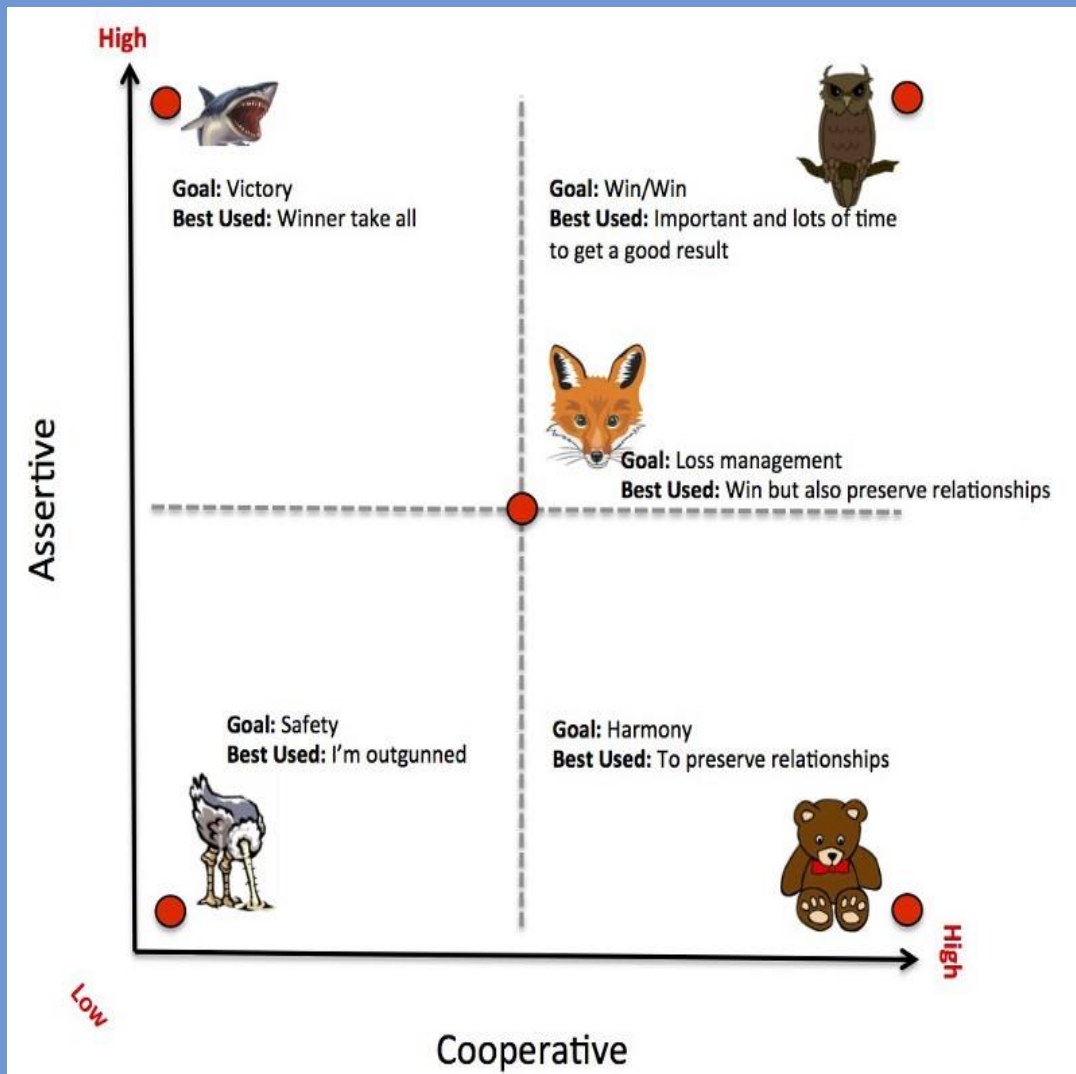 High
Goal: Victory
Best Used: Winner take all
Goal: Win/Win
Best Used: Important and lots of time
to get a good result
Goal: Loss management
Best Used: Win but also preserve relationships
Assertive
Goal: Safety
Best Used: I'm outgunned
Goal: Harmony
Best Used: To preserve relationships
High
Low
Cooperative